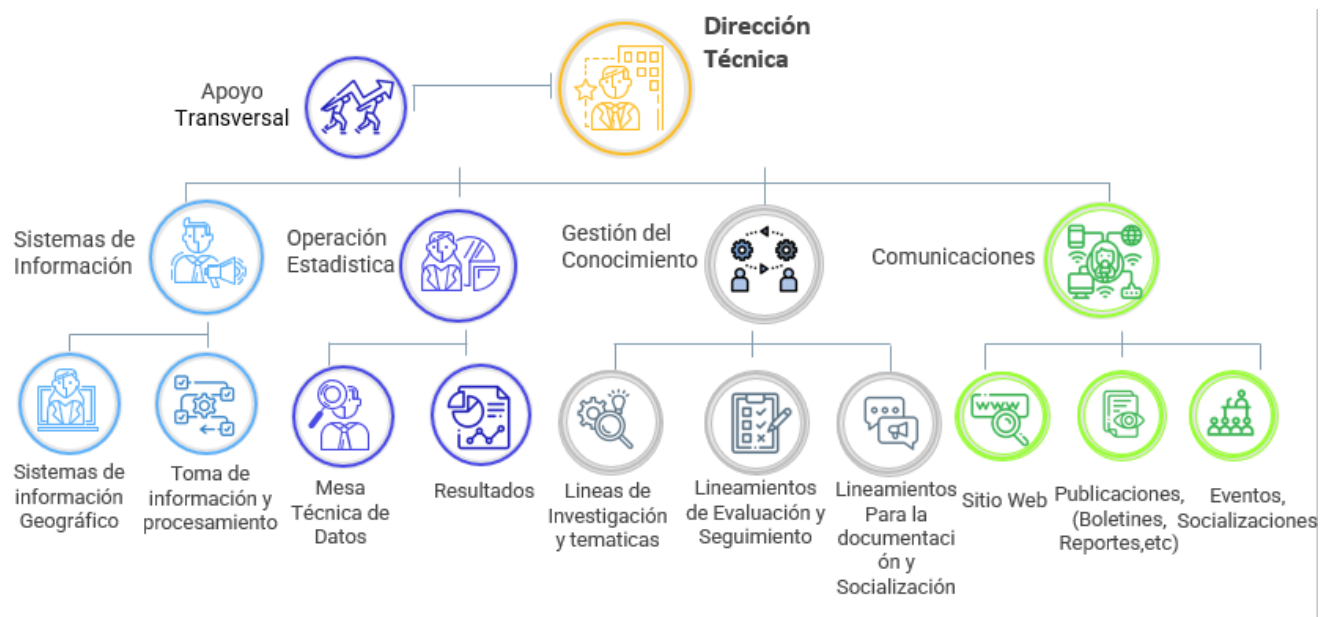 Dirección
Técnica
Apoyo
Transversal
Sistemas de
Información
Operación
Estadistica
Gestión del
Conocimiento
Comunicaciones
Sistemas de
información
Geográfico
Toma de
información y
procesamiento
Mesa
Técnica de
Datos
Resultados
Lineas de
Investigación
y tematicas
Lineamientos
de Evaluación y
Seguimiento
Lineamientos
Para la
documentaci
ón y
Socialización
www
Sitio Web
Publicaciones,
(Boletines,
Reportes,etc)
Eventos,
Socializaciones